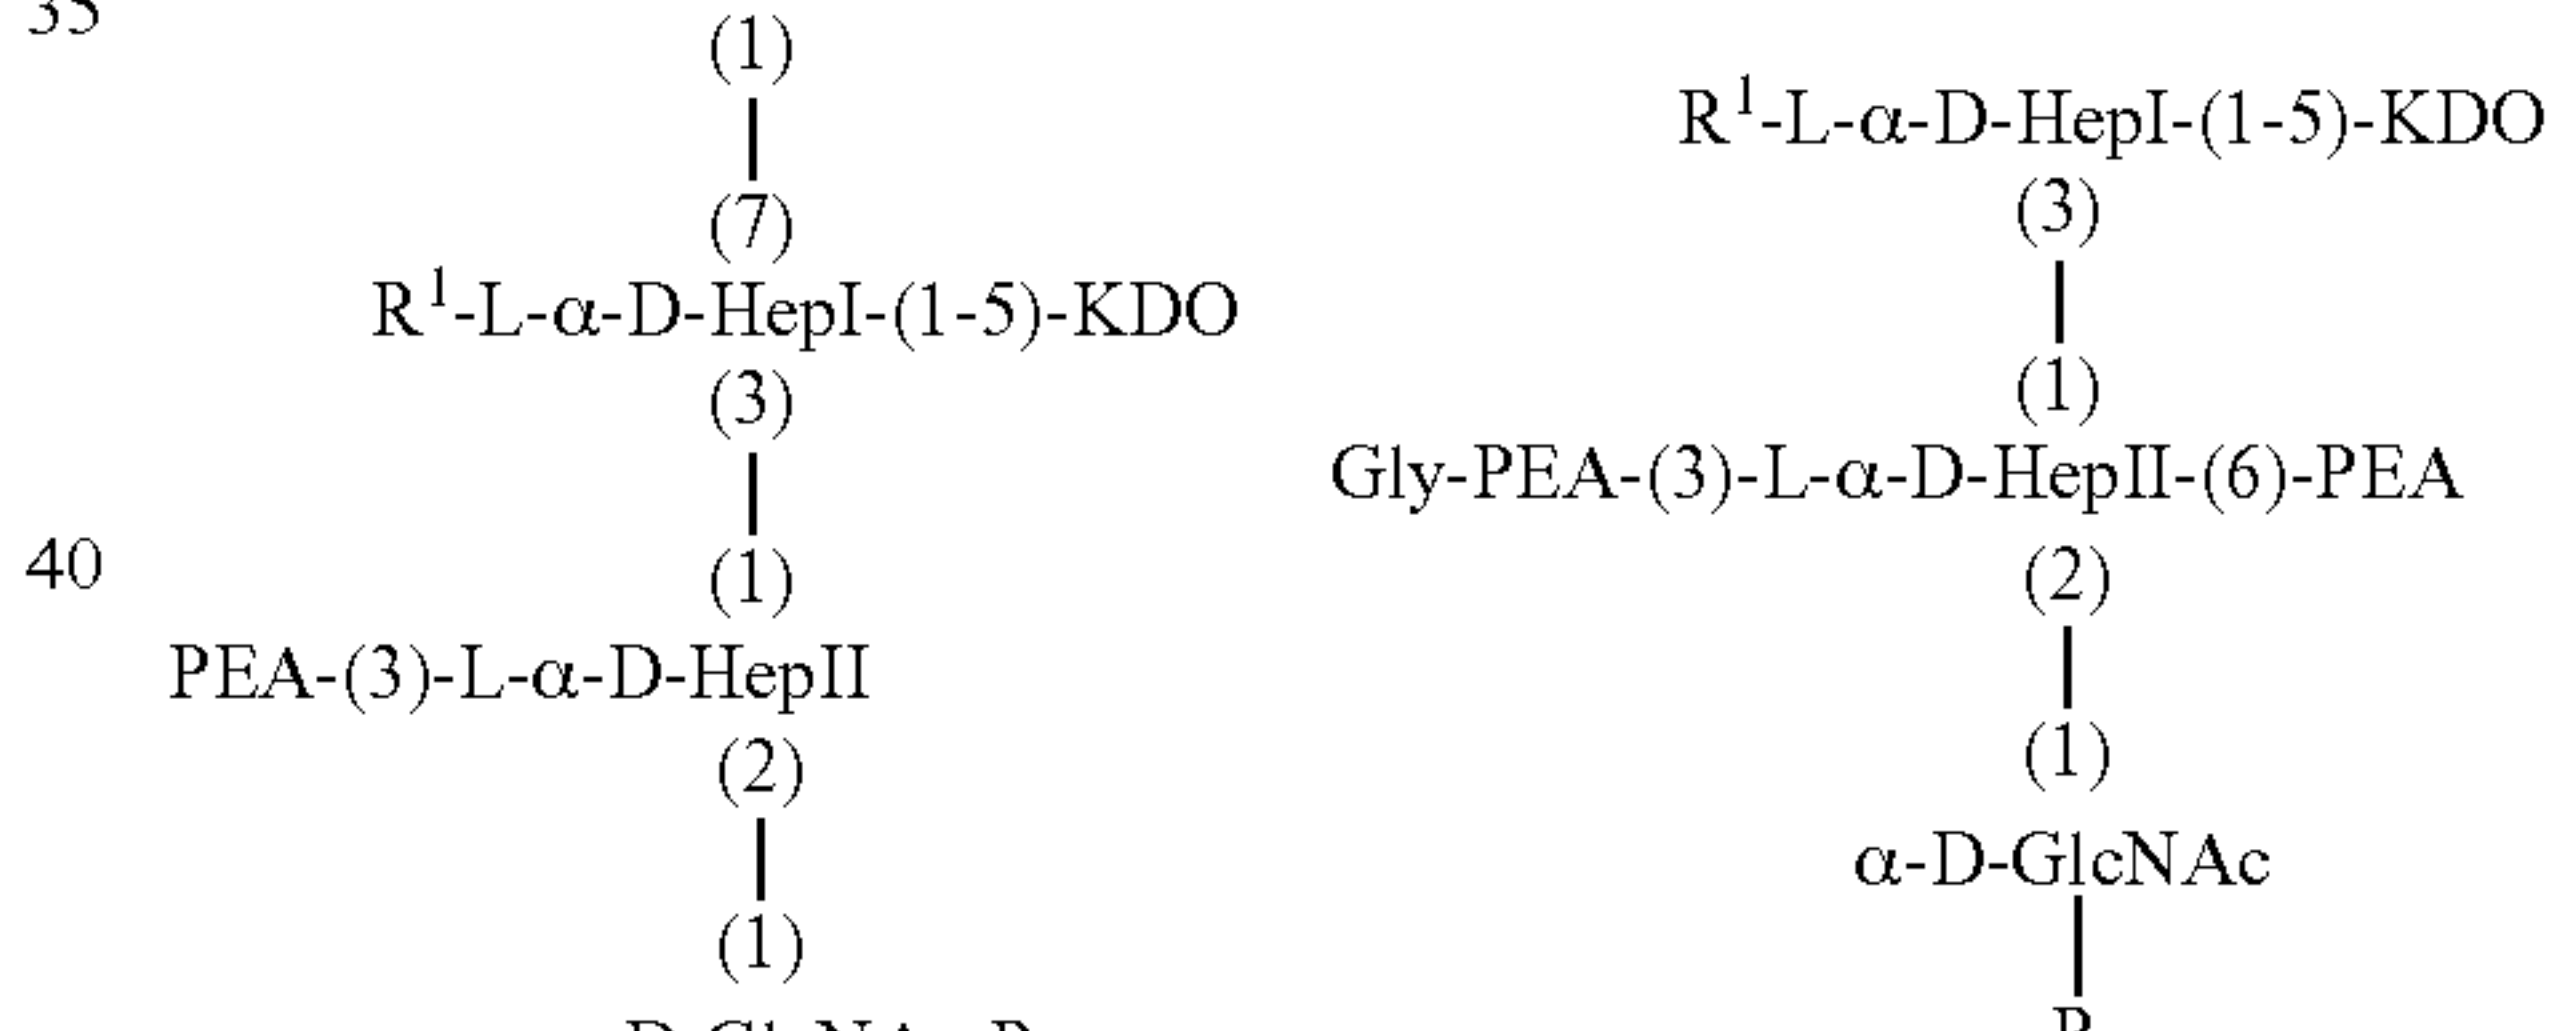 35
(1)
(7)
R¹-L-α-D-HepI-(1-5)-KDO
(3)
(1)
40
PEA-(3)-L-α-D-HepII
(2)
(1)
R¹-L-α-D-HepI-(1-5)-KDO
(3)
(1)
Gly-PEA-(3)-L-α-D-HepII-(6)-PEA
(2)
(1)
α-D-GlcNAc